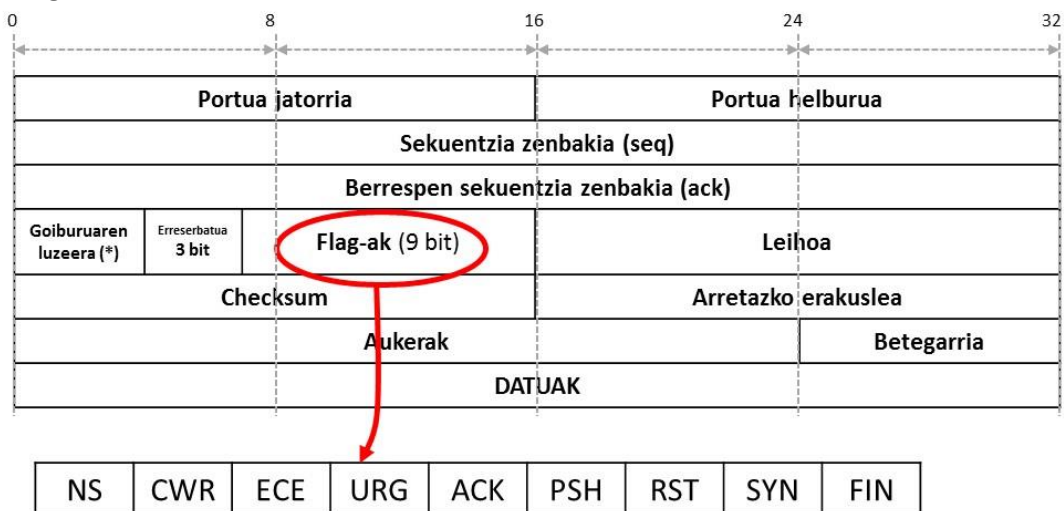 0 8 16 24 32
Portua jatorria Portua helburua
Sekuentzia zenbakia (seq)
Berrespen sekuentzia zenbakia (ack)
Goiburuaren
luzeera (*)
Erreserbatua
3 bit
Flag-ak (9 bit)
Leihoa
Checksum Arretazko erakuslea
Aukerak Betegarria
DATUAK
NS CWR ECE URG ACK PSH RST SYN FIN